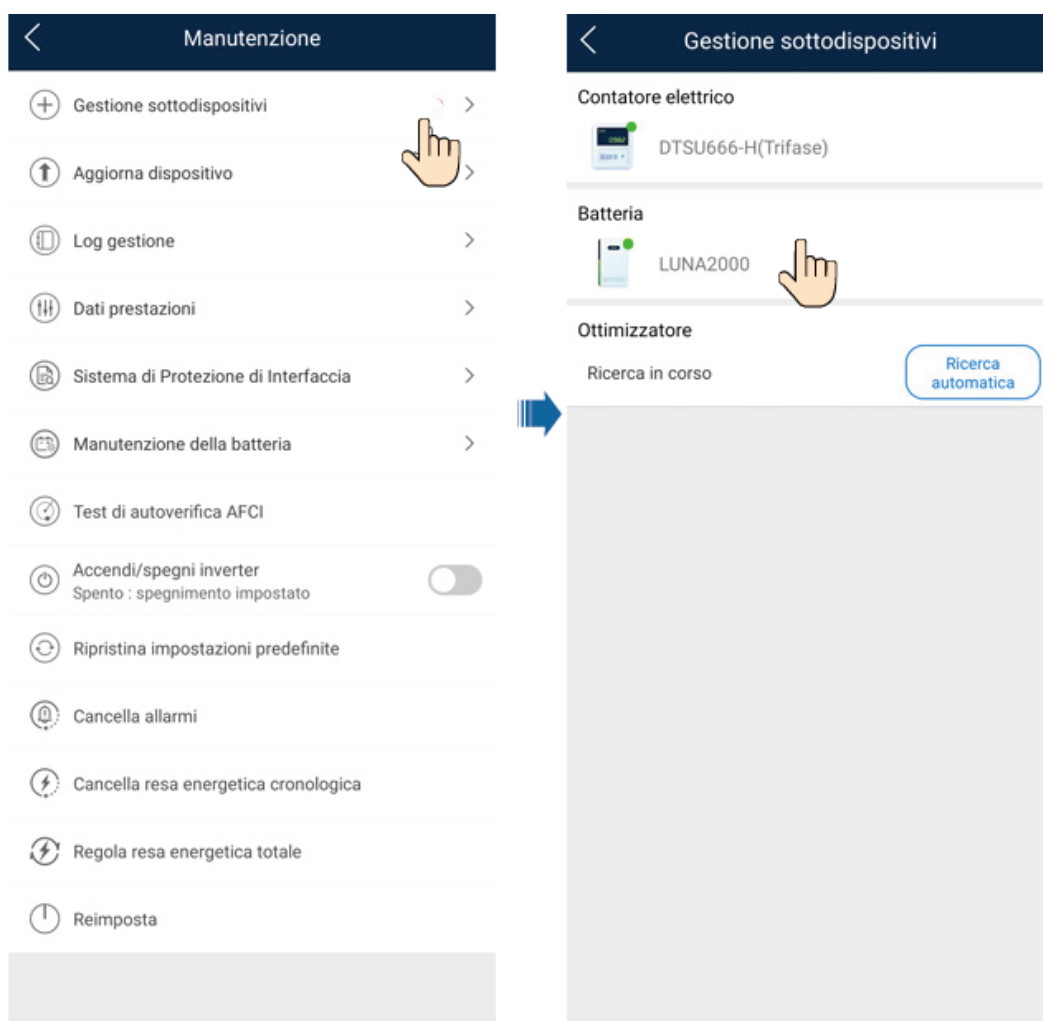 Manutenzione
Gestione sottodispositivi
Aggiorna dispositivo
Log gestione
Dati prestazioni
Sistema di Protezione di Interfaccia
Manutenzione della batteria
Test di autoverifica AFCI
Accendi/spegni inverter
Spento : spegnimento impostato
Ripristina impostazioni predefinite
Cancella allarmi
Cancella resa energetica cronologica
Regola resa energetica totale
Reimposta
Gestione sottodispositivi
Contatore elettrico
DTSU666-H(Trifase)
Batteria
LUNA2000
Ottimizzatore
Ricerca in corso
Ricerca
automatica